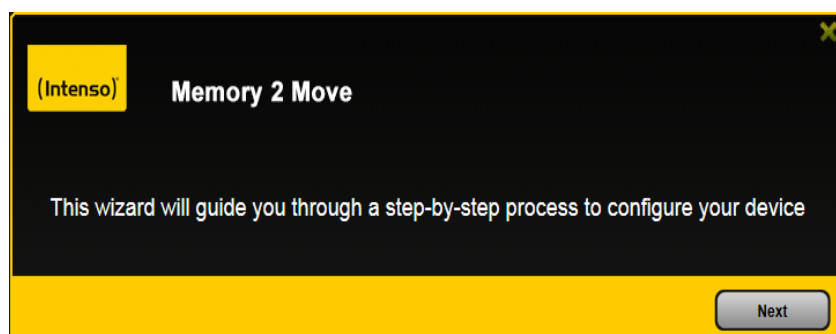 (Intenso)
Memory 2 Move
This wizard will guide you through a step-by-step process to configure your device
Next